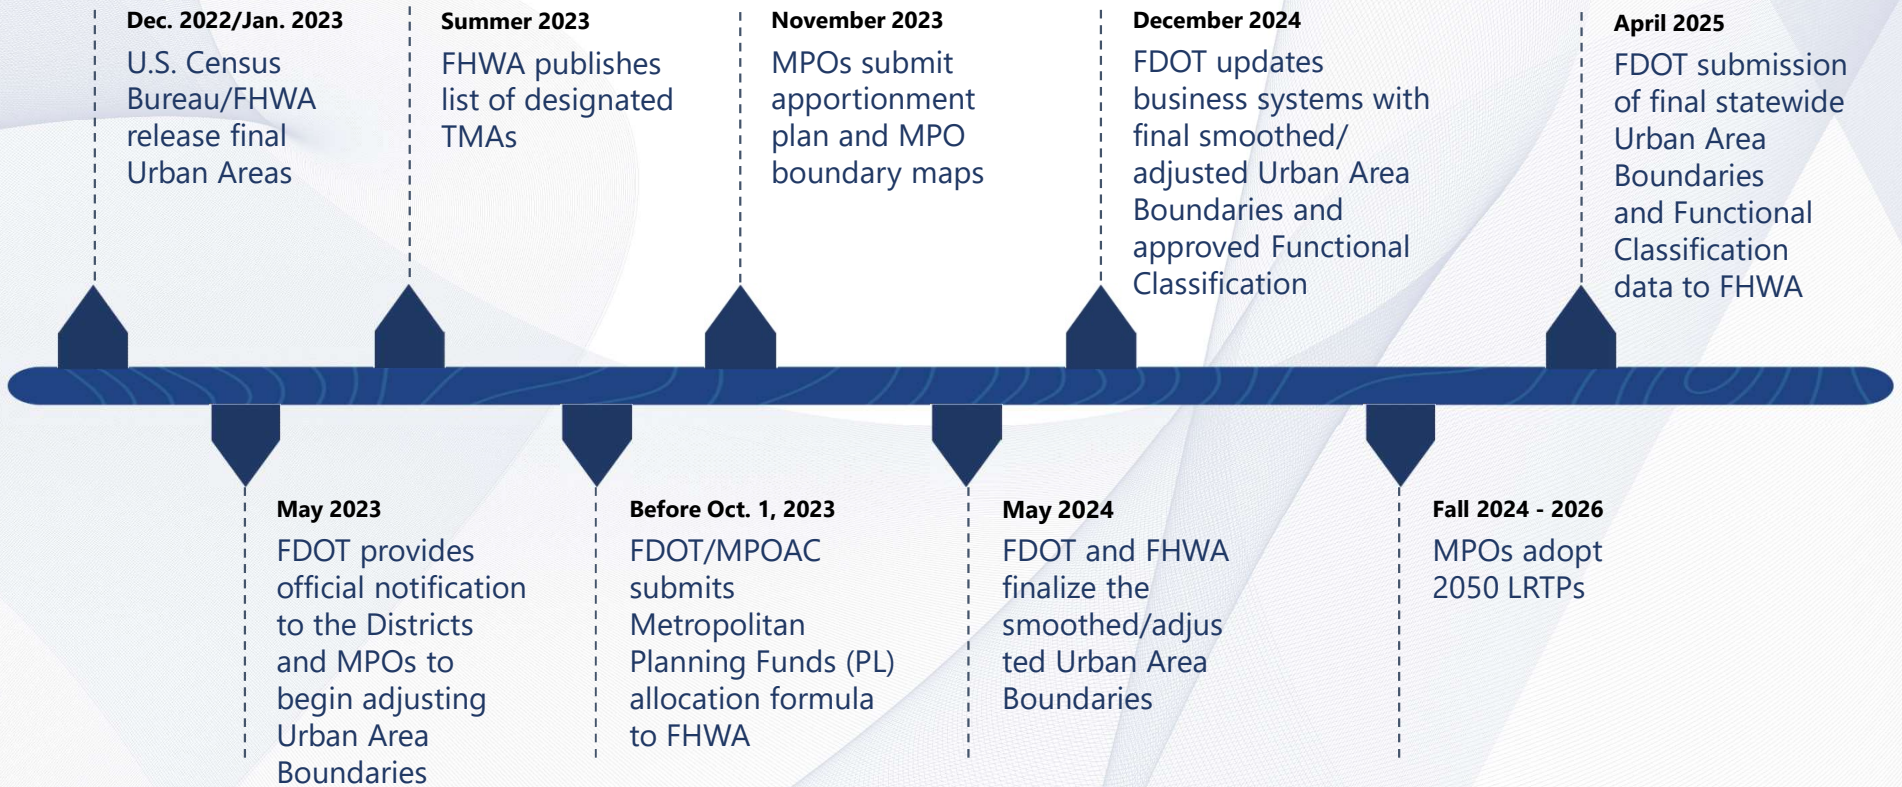 Dec. 2022/Jan. 2023
U.S. Census
Bureau/FHWA
release final
Urban Areas
Summer 2023
FHWA publishes
list of designated
TMAs
November 2023
MPOs submit
apportionment
plan and MPO
boundary maps
December 2024
FDOT updates
business systems with
final smoothed/
adjusted Urban Area
Boundaries and
approved Functional
Classification
April 2025
FDOT submission
of final statewide
Urban Area
Boundaries
and Functional
Classification
data to FHWA
May 2023
FDOT provides
official notification
to the Districts
and MPOs to
begin adjusting
Urban Area
Boundaries
Before Oct. 1, 2023
FDOT/MPOAC
submits
Metropolitan
Planning Funds (PL)
allocation formula
to FHWA
May 2024
FDOT and FHWA
finalize the
smoothed/adjus
ted Urban Area
Boundaries
Fall 2024 - 2026
MPOs adopt
2050 LRTPs